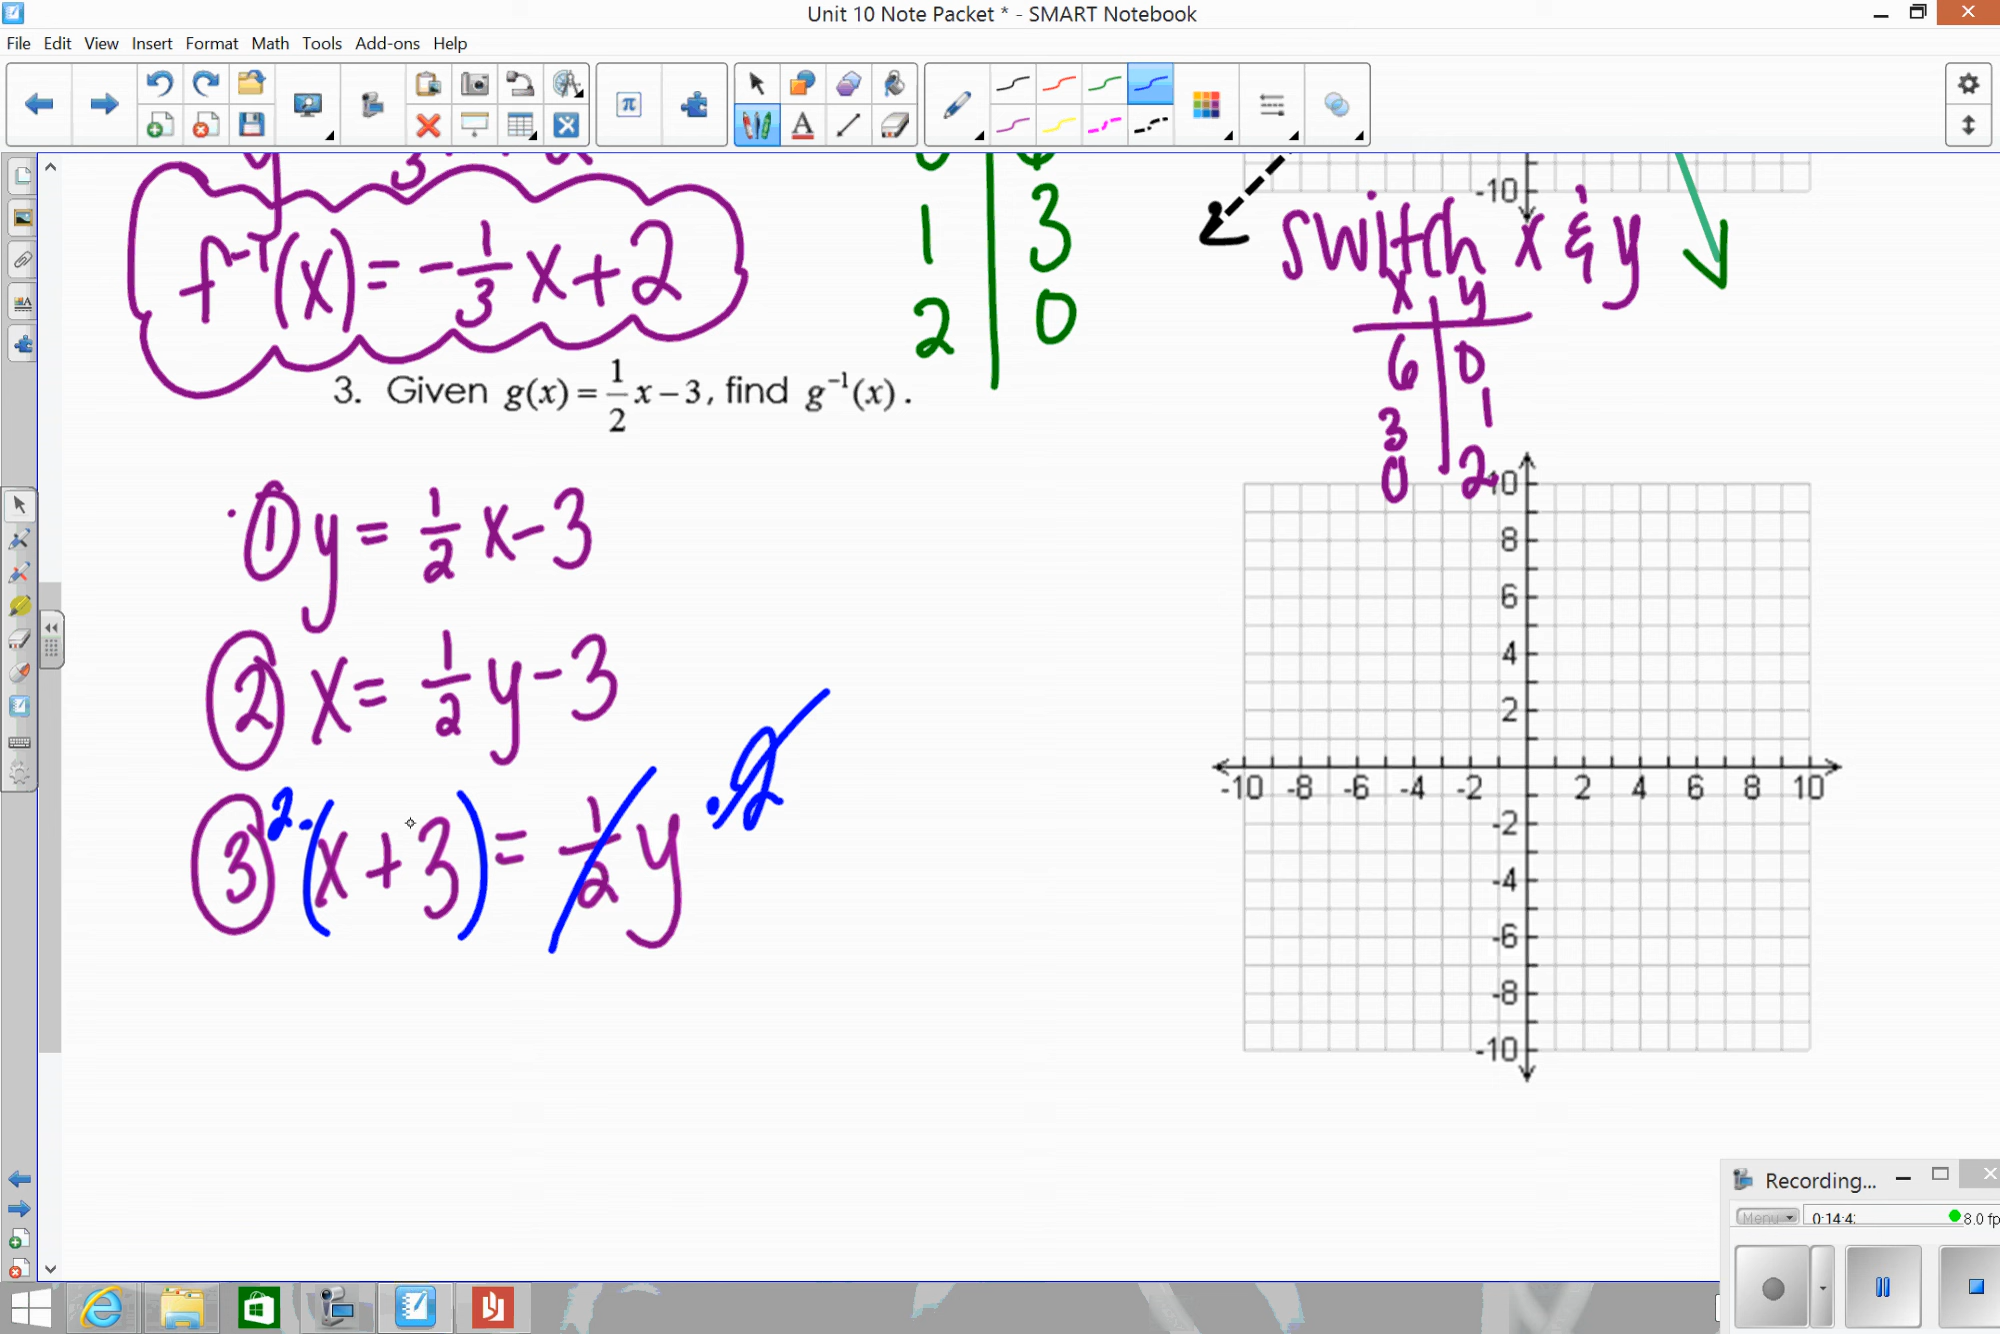 Unit 10 Note Packet * - SMART Notebook
File Edit View Insert Format Math Tools Add-ons Help
f⁻¹(x) = -1/3 x + 2
1 | 3
2 | 0
-10
switch x & y
x | y
6 | 0
3 | 1
0 | 2
3. Given g(x) = 1/2 x − 3, find g⁻¹(x).
① y = 1/2 x - 3
② x = 1/2 y - 3
③ 2·(x + 3) = 1/2 y ·2
10
8
6
4
2
-10 -8 -6 -4 -2 2 4 6 8 10
-2
-4
-6
-8
-10
Recording...
Menu 0:14:4 8.0 fp